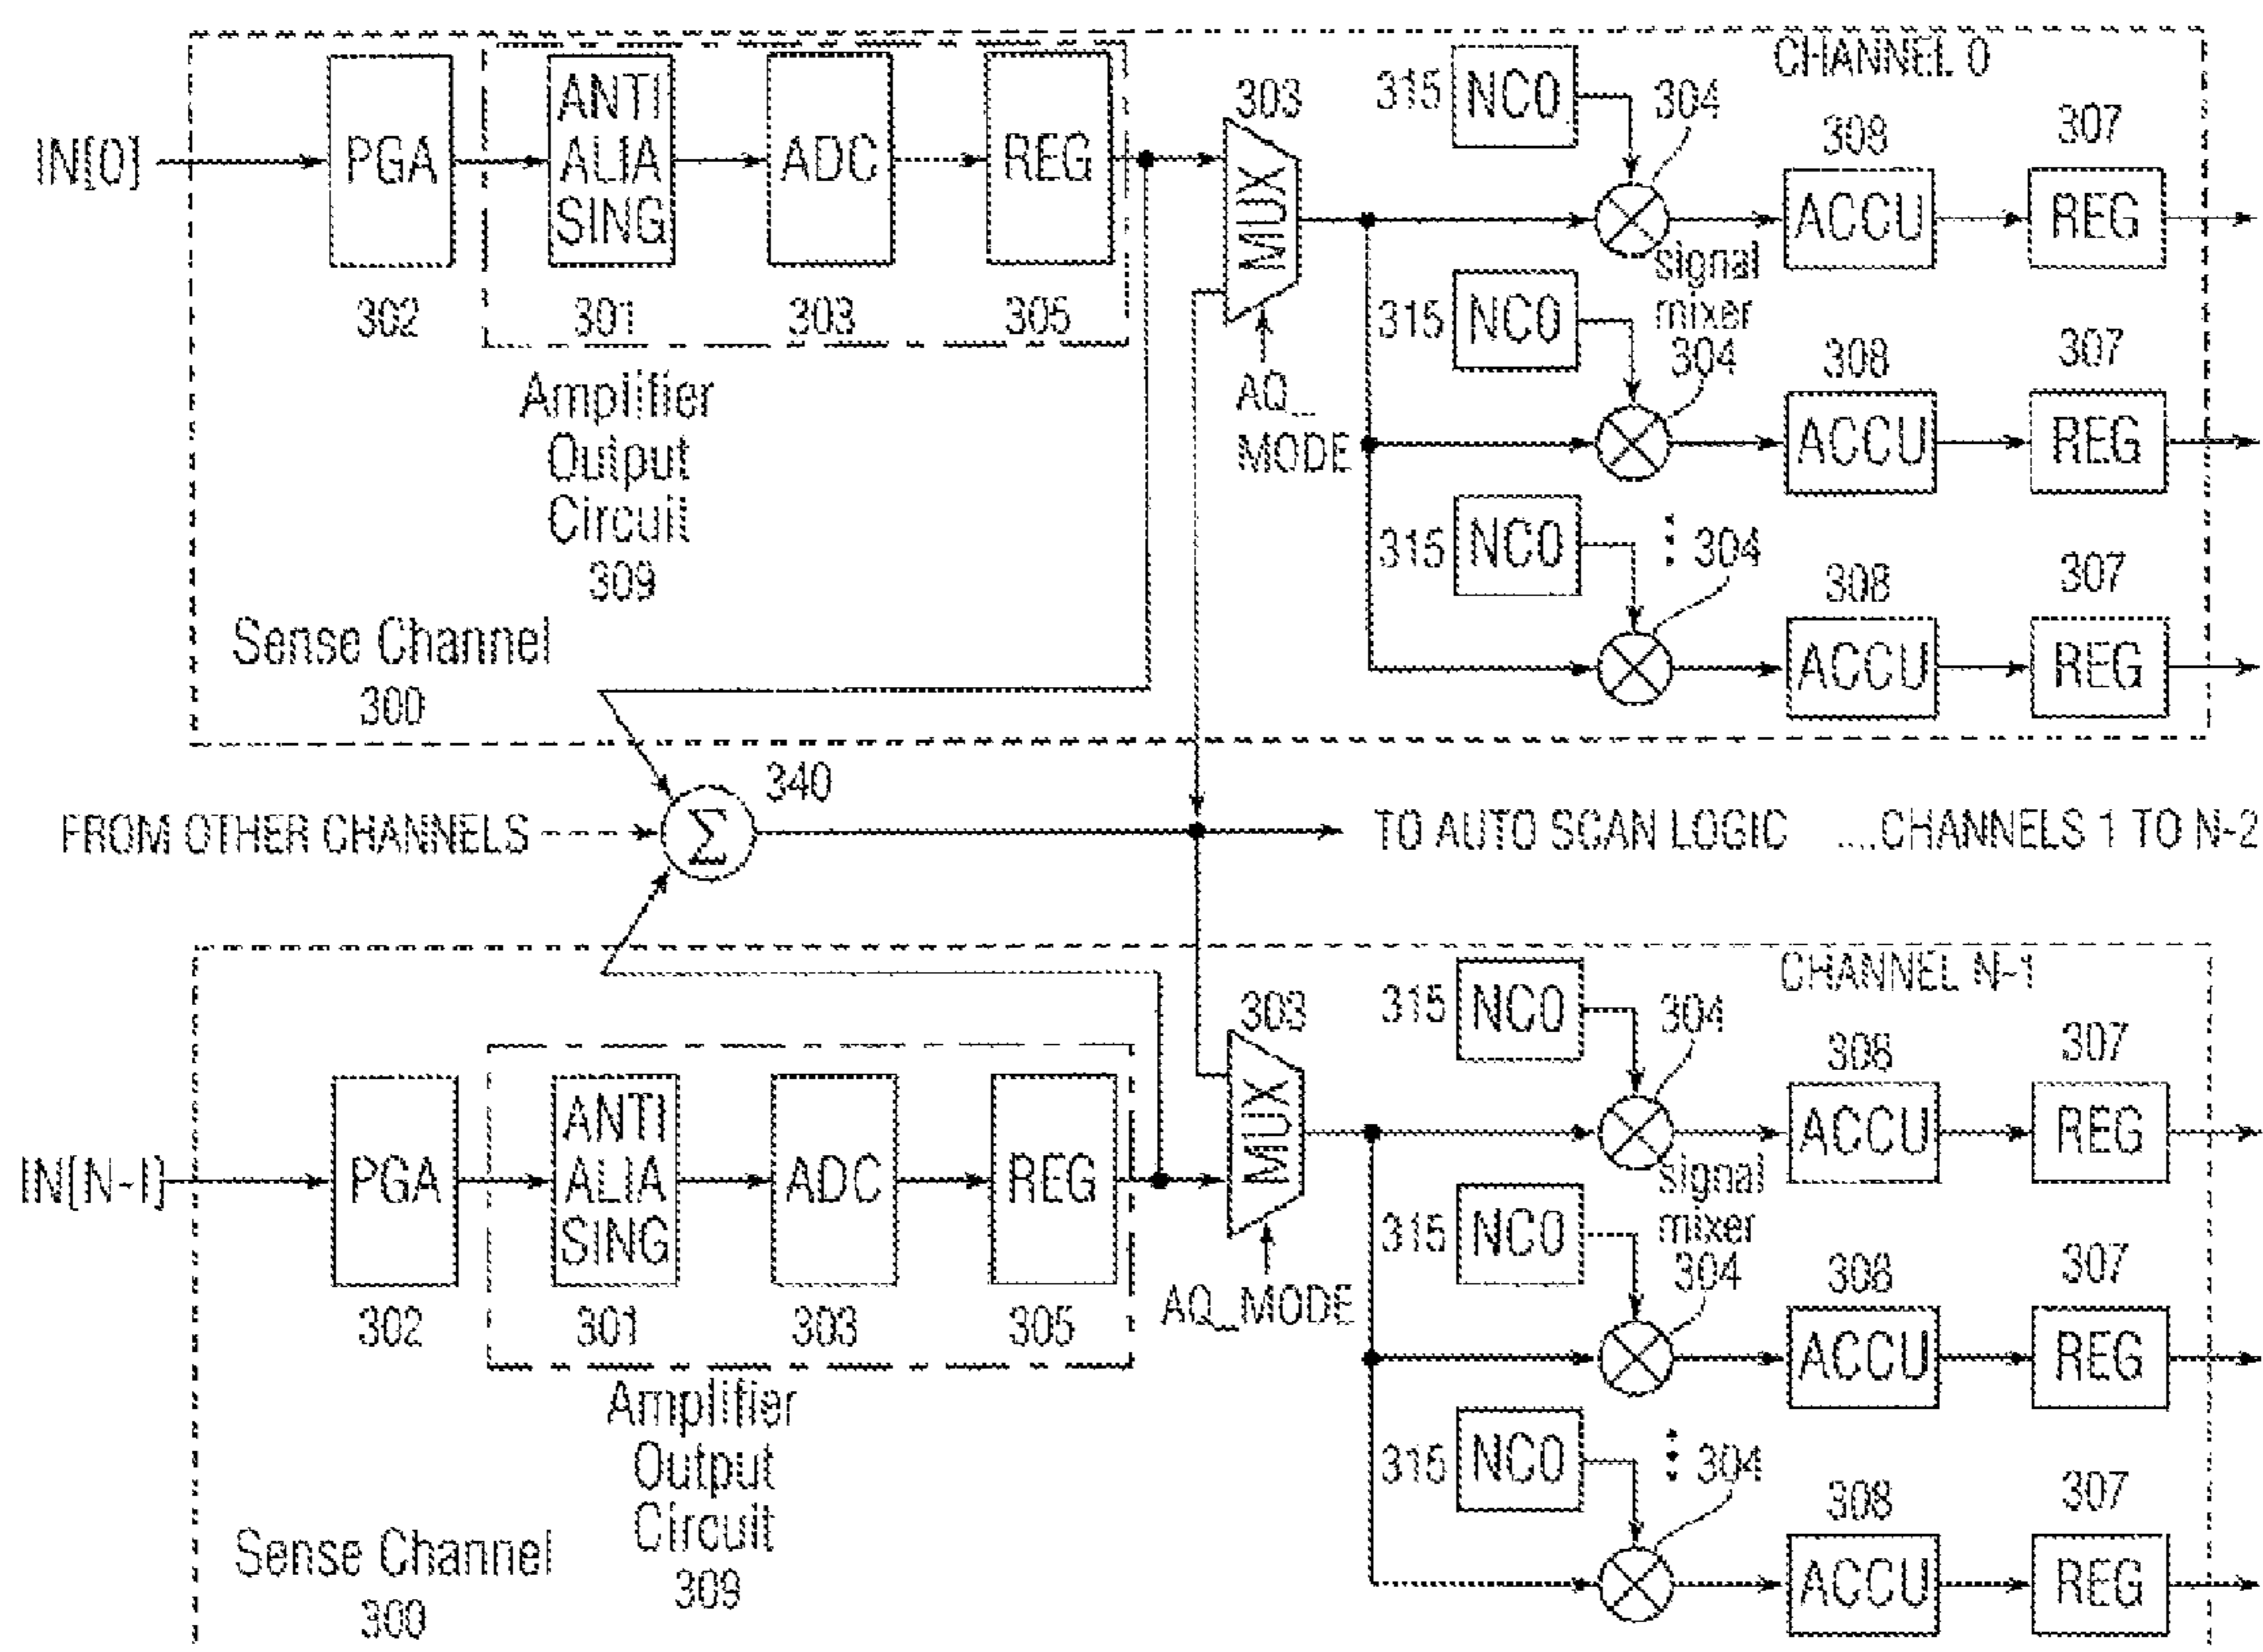 CHANNEL 0
IN[0]
PGA
302
ANTI
ALIA
SING
301
ADC
303
REG
305
Amplifier
Output
Circuit
309
Sense Channel
300
303
MUX
AQ_
MODE
315 NCO
304
signal
mixer
308
ACCU
307
REG
315 NCO
304
308
ACCU
307
REG
315 NCO
⋮ 304
308
ACCU
307
REG
340
FROM OTHER CHANNELS
Σ
TO AUTO SCAN LOGIC ....CHANNELS 1 TO N-2
CHANNEL N-1
IN[N-1]
PGA
302
ANTI
ALIA
SING
301
ADC
303
REG
305
Amplifier
Output
Circuit
309
Sense Channel
300
303
MUX
AQ_MODE
315 NCO
304
signal
mixer
308
ACCU
307
REG
315 NCO
304
308
ACCU
307
REG
315 NCO
⋮ 304
308
ACCU
307
REG